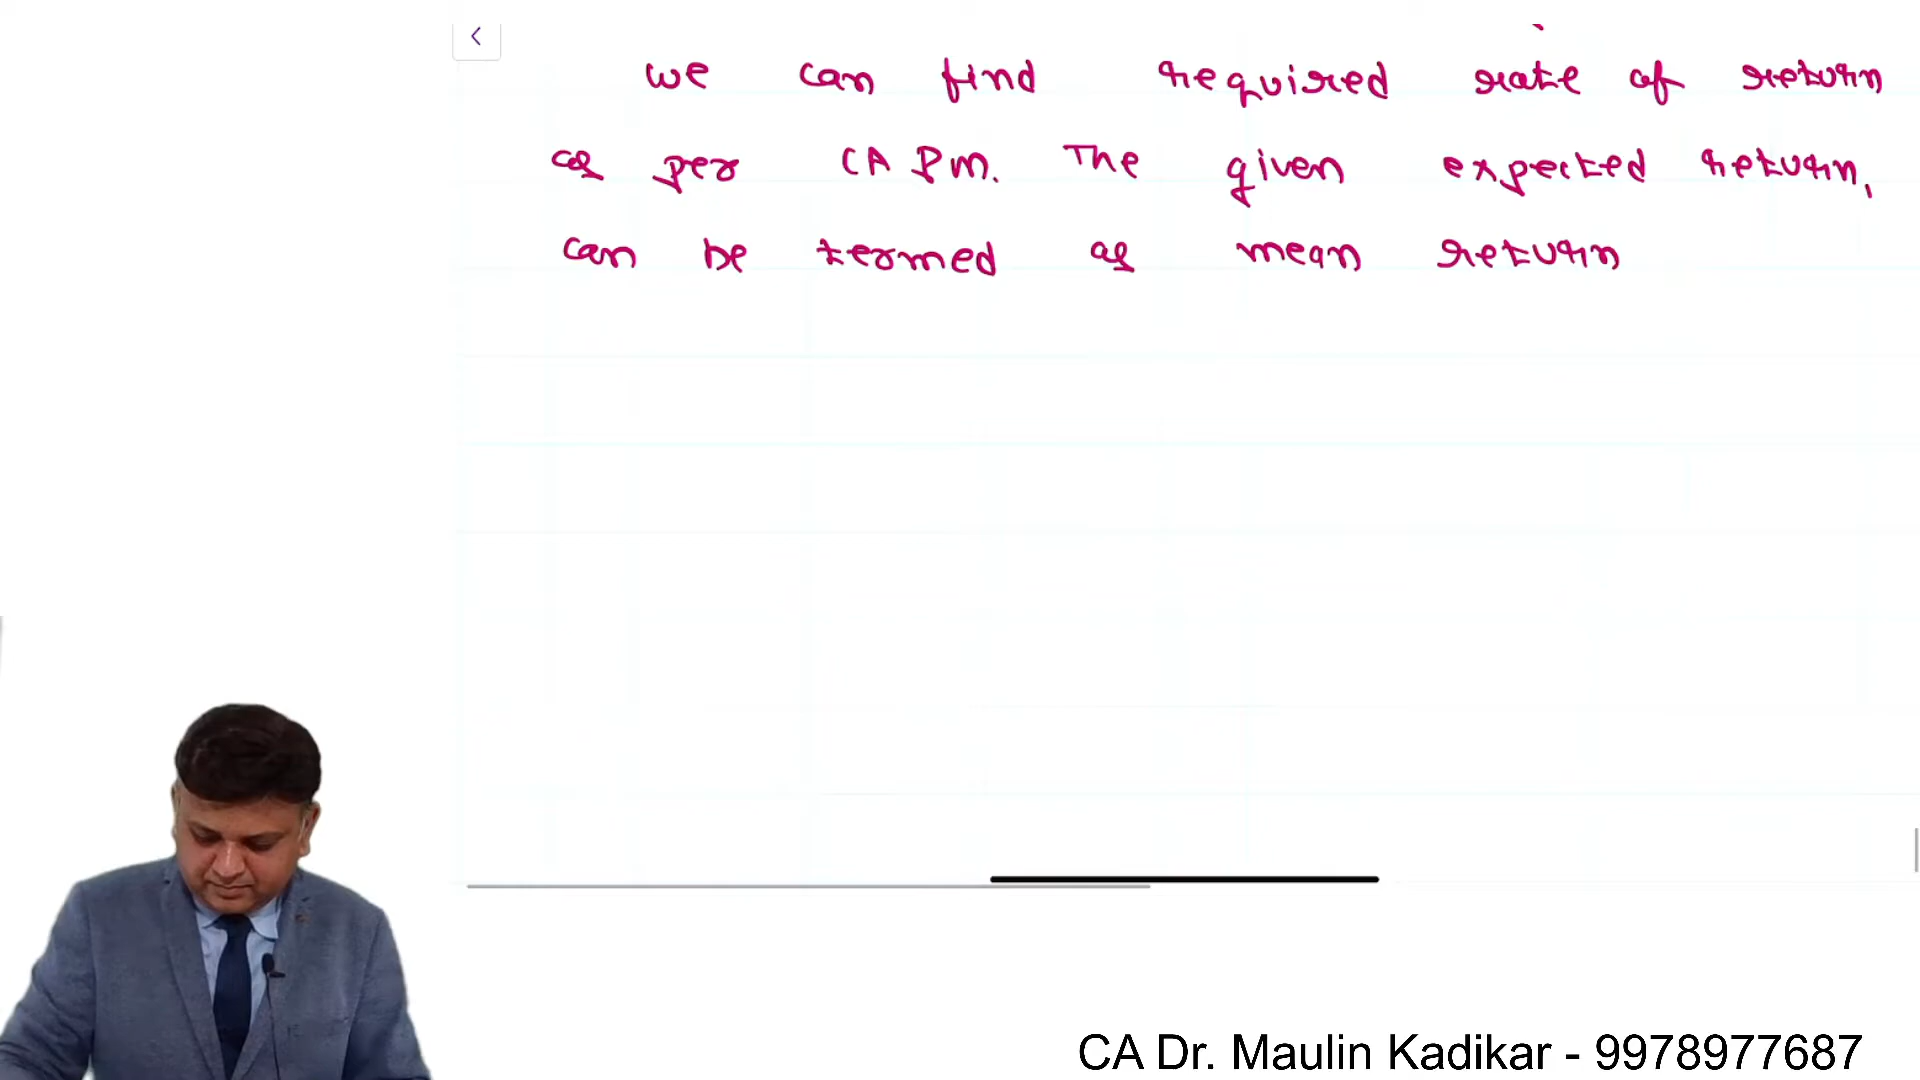 we can find required rate of return
as per CAPM. The given expected return,
can be termed as mean return
CA Dr. Maulin Kadikar - 9978977687